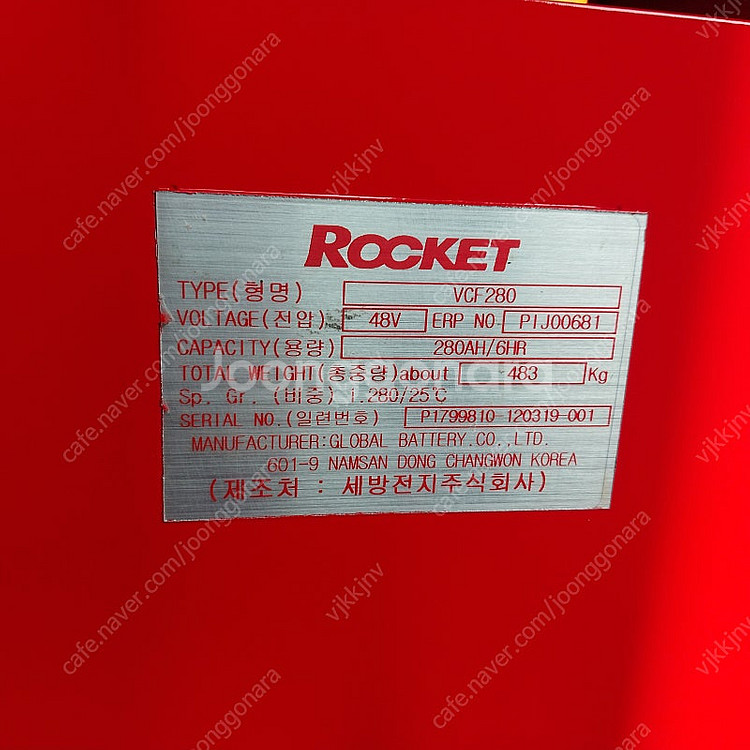 ROCKET
TYPE(형명) VCF280
VOLTAGE(전압) 48V ERP NO PIJ00681
CAPACITY(용량) 280AH/6HR
TOTAL WEIGHT(총중량)about 483 Kg
Sp. Gr. (비중) 1.280/25℃
SERIAL NO.(일련번호) P1799810-120319-001
MANUFACTURER:GLOBAL BATTERY.CO.,LTD.
601-9 NAMSAN DONG CHANGWON KOREA
(제조처 : 세방전지주식회사)
Joonggonara
cafe.naver.com/joonggonara
vjkkjnv